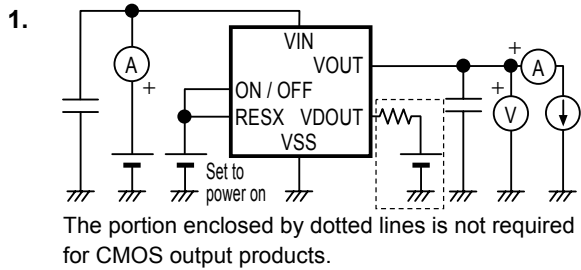 1.
A
+
VIN
VOUT
ON / OFF
RESX VDOUT
VSS
Set to
power on
+
A
+
V
The portion enclosed by dotted lines is not required
for CMOS output products.